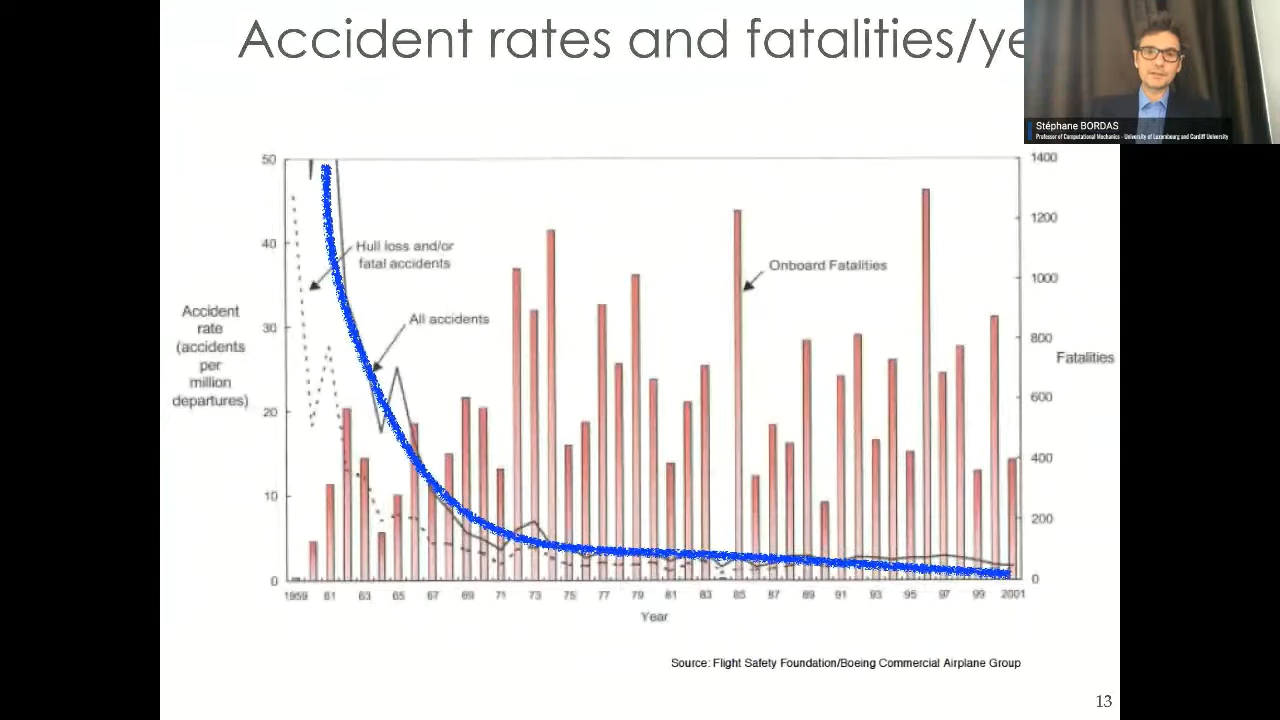 Accident rates and fatalities/ye
Stéphane BORDAS
Professor of Computational Mechanics - University of Luxembourg and Cardiff University
50
40
30
20
10
0
Accident
rate
(accidents
per
million
departures)
Hull loss and/or
fatal accidents
All accidents
Onboard Fatalities
1400
1200
1000
800
600
400
200
0
Fatalities
1959 61 63 65 67 69 71 73 75 77 79 81 83 85 87 89 91 93 95 97 99 2001
Year
Source: Flight Safety Foundation/Boeing Commercial Airplane Group
13